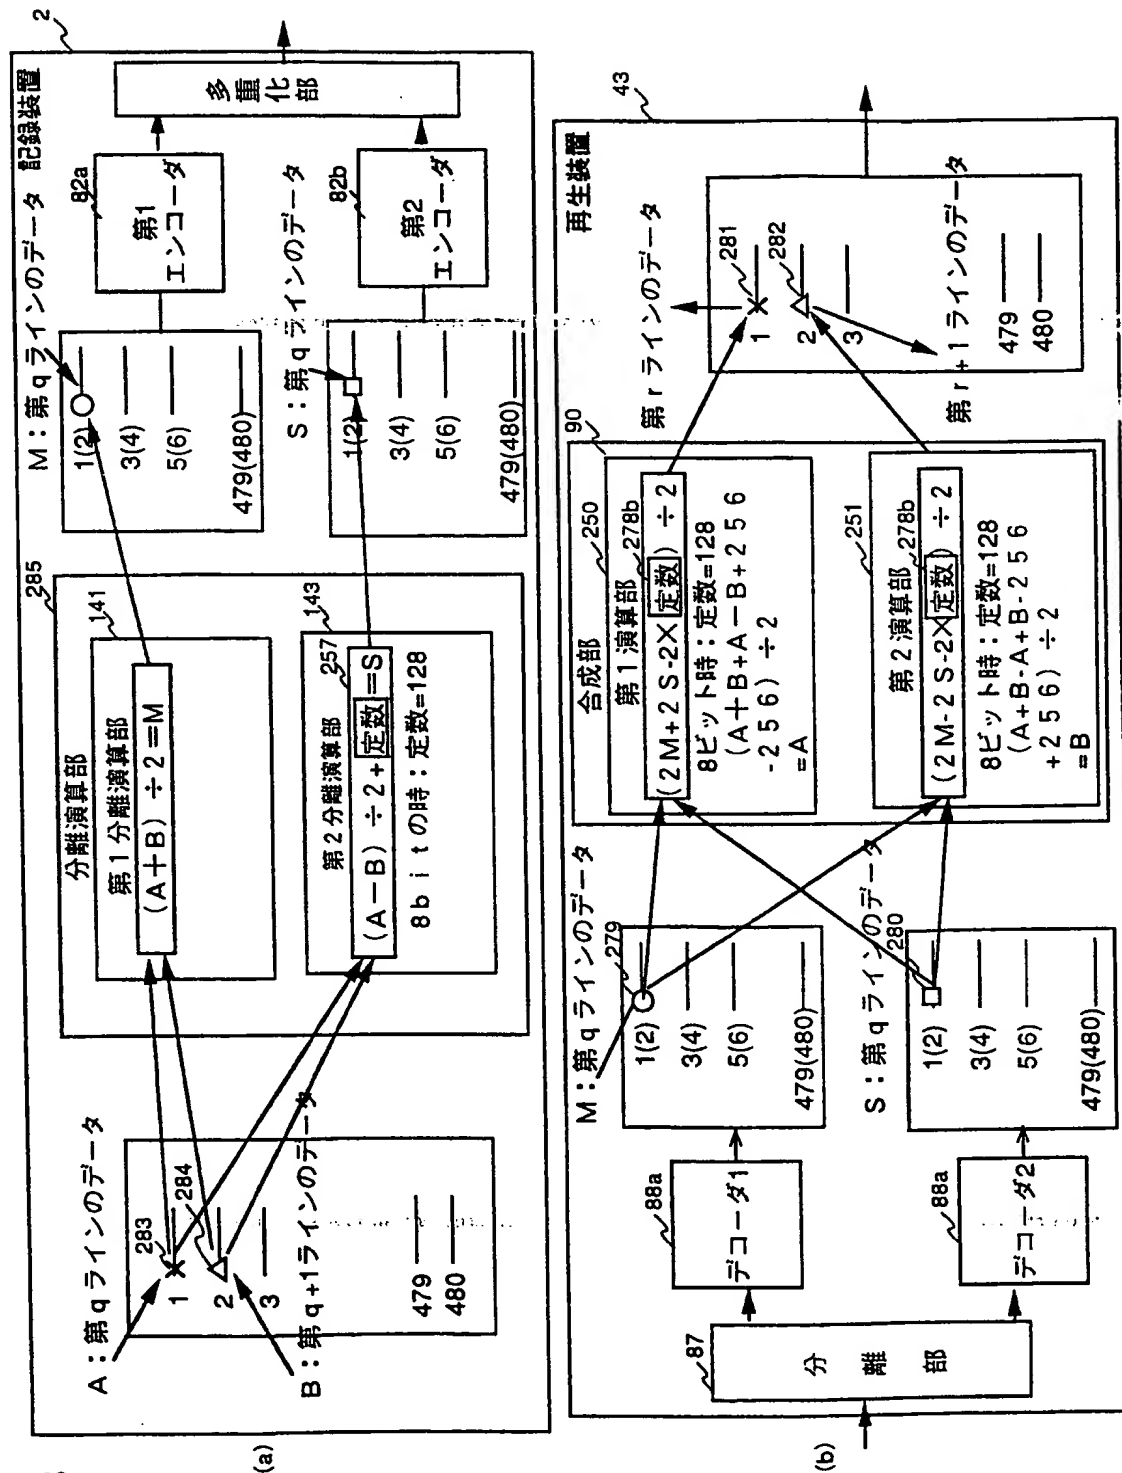 (a)
記録装置
2
A：第qラインのデータ
283
1
284
2
3
479
480
B：第q+1ラインのデータ
285
分離演算部
141
第1分離演算部
(A＋B) ÷2＝M
143
第2分離演算部
257
(A－B) ÷2+定数＝S
8bitの時：定数=128
M：第qラインのデータ
1(2)
3(4)
5(6)
479(480)
S：第qラインのデータ
1(2)
3(4)
5(6)
479(480)
82a
第1
エンコーダ
82b
第2
エンコーダ
多重化部
(b)
再生装置
43
87
分離部
88a
デコーダ1
88a
デコーダ2
M：第qラインのデータ
279
1(2)
3(4)
5(6)
479(480)
S：第qラインのデータ
280
1(2)
3(4)
5(6)
479(480)
合成部
90
250
第1演算部
278b
(2M+2S-2×定数) ÷2
8ビット時：定数=128
(A＋B+A－B+256
-256) ÷2
=A
251
第2演算部
278b
(2M-2S-2×定数) ÷2
8ビット時：定数=128
(A+B-A+B-256
+256) ÷2
=B
第rラインのデータ
281
1
282
2
3
第r+1ラインのデータ
479
480